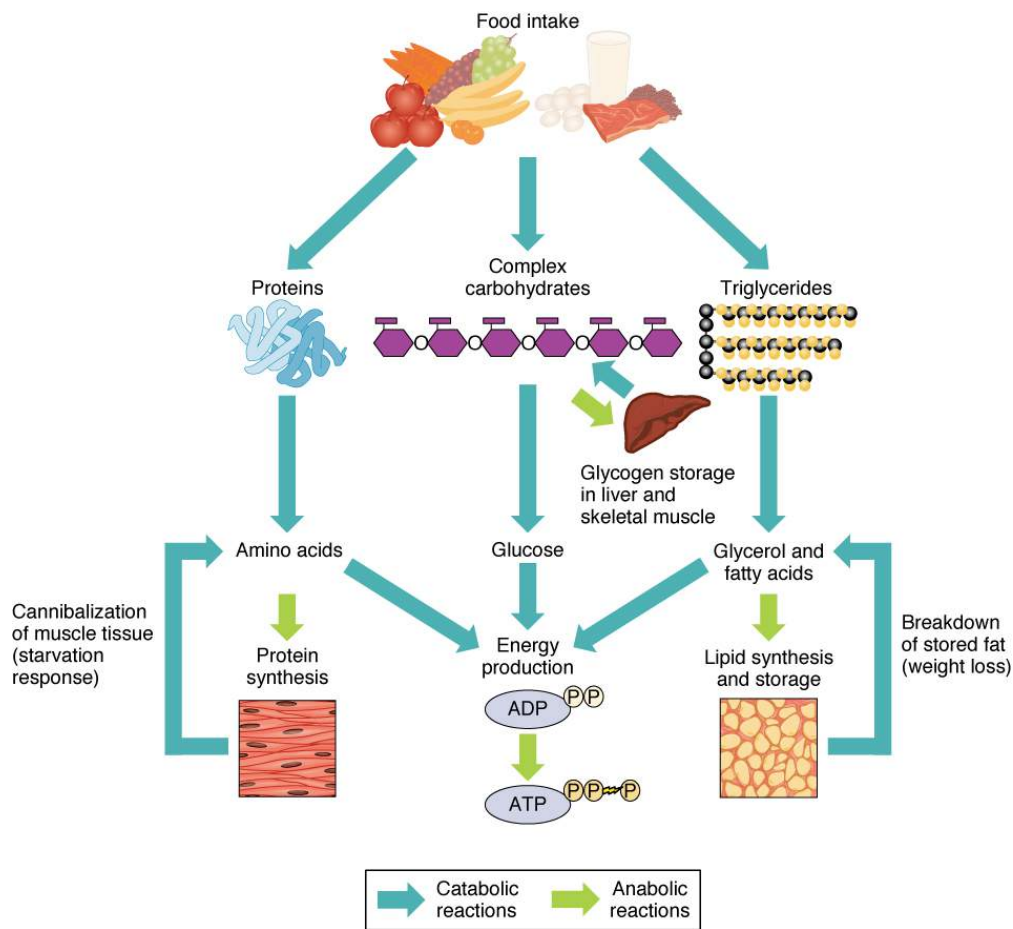 Food intake
Proteins
Complex
carbohydrates
Triglycerides
O
O
O
O
O
Glycogen storage
in liver and
skeletal muscle
Amino acids
Glucose
Glycerol and
fatty acids
Cannibalization
of muscle tissue
(starvation
response)
Protein
synthesis
Energy
production
Lipid synthesis
and storage
Breakdown
of stored fat
(weight loss)
ADP
P P
ATP
P P P
Catabolic
reactions
Anabolic
reactions